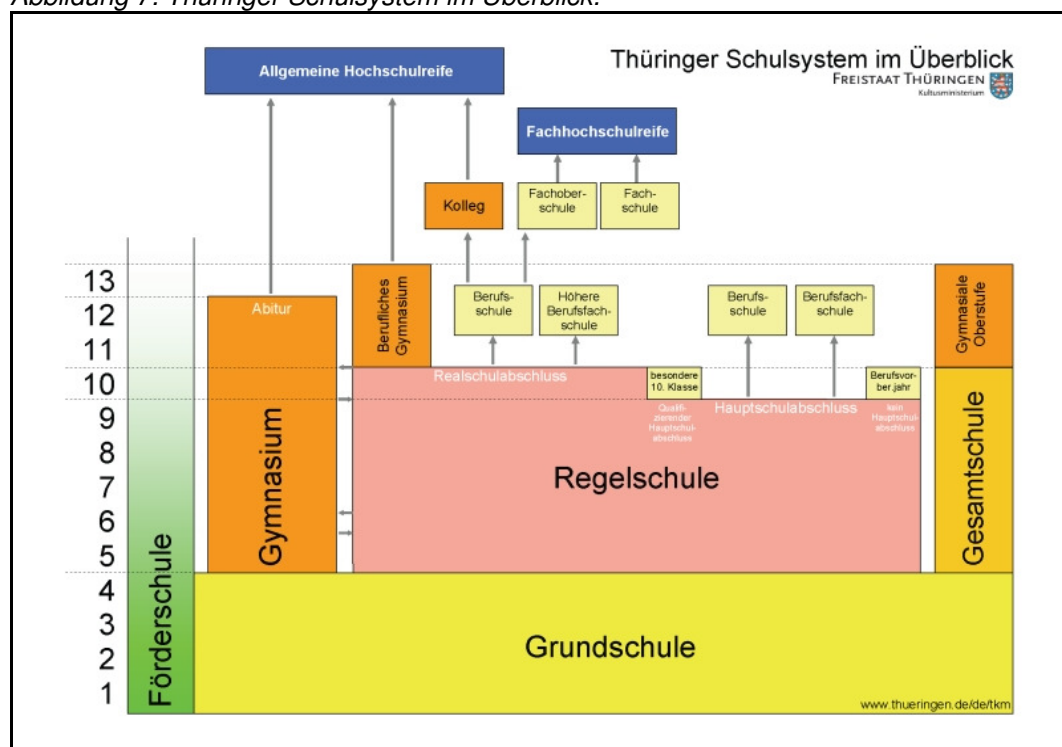 Abbildung 7: Thüringer Schulsystem im Überblick.
Thüringer Schulsystem im Überblick
FREISTAAT THÜRINGEN
Kultusministerium
Allgemeine Hochschulreife
Fachhochschulreife
Kolleg
Fachober-
schule
Fach-
schule
13
12
11
10
9
8
7
6
5
4
3
2
1
Förderschule
Abitur
Gymnasium
Berufliches
Gymnasium
Berufs-
schule
Höhere
Berufsfach-
schule
Berufs-
schule
Berufsfach-
schule
Gymnasiale
Oberstufe
Realschulabschluss
besondere
10. Klasse
Qualifi-
zierender
Hauptschul-
abschluss
Hauptschulabschluss
Berufsvor-
ber.jahr
kein
Hauptschul-
abschluss
Regelschule
Gesamtschule
Grundschule
www.thueringen.de/de/tkm